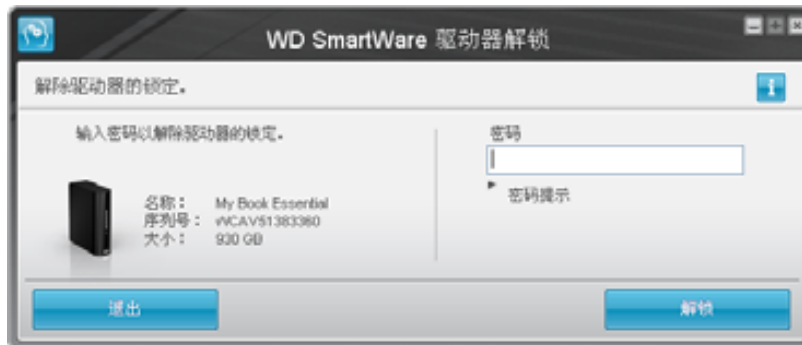 WD SmartWare 驱动器解锁
解除驱动器的锁定。
输入密码以解除驱动器的锁定。
名称： My Book Essential
序列号： WCAV51383360
大小： 930 GB
密码
密码提示
退出
解锁